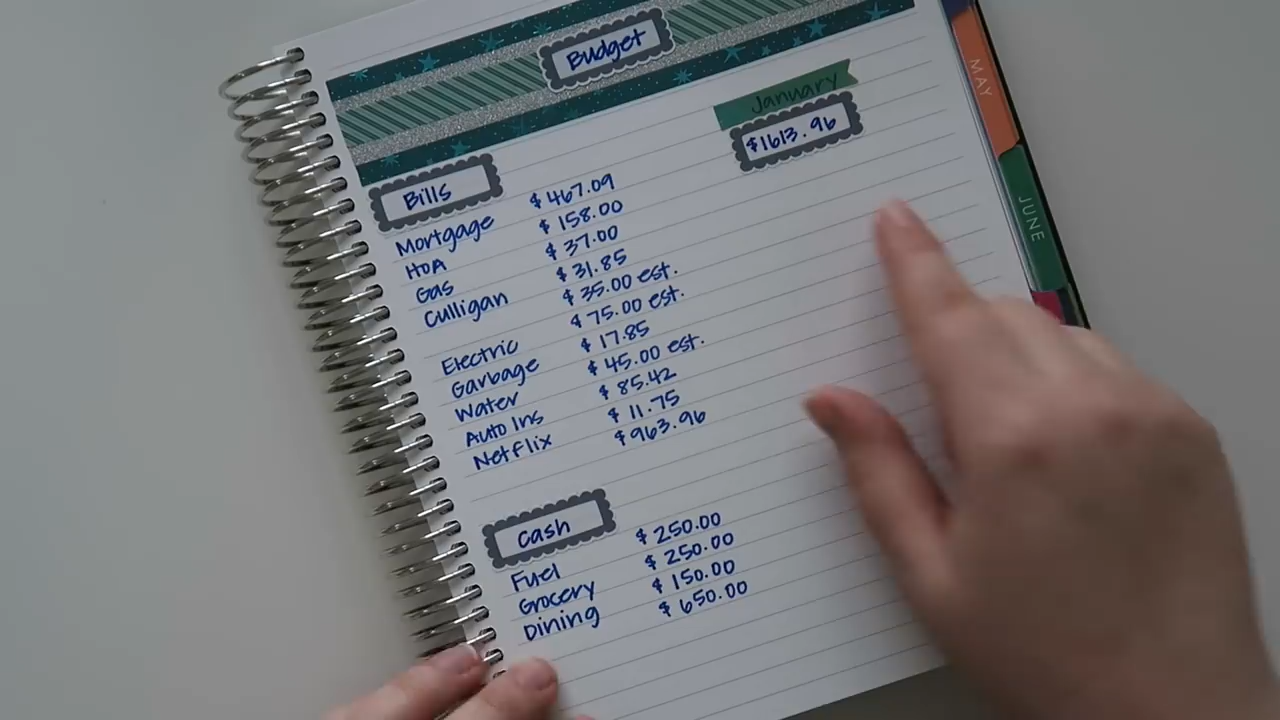 Budget
January
$1613.96
Bills
Mortgage $467.09
HOA $158.00
Gas $37.00
Culligan $31.85
$35.00 est.
Electric $75.00 est.
Garbage $17.85
Water $45.00 est.
Auto Ins $85.42
Netflix $11.75
$963.96
Cash
Fuel $250.00
Grocery $250.00
Dining $150.00
$650.00
MAY
JUNE